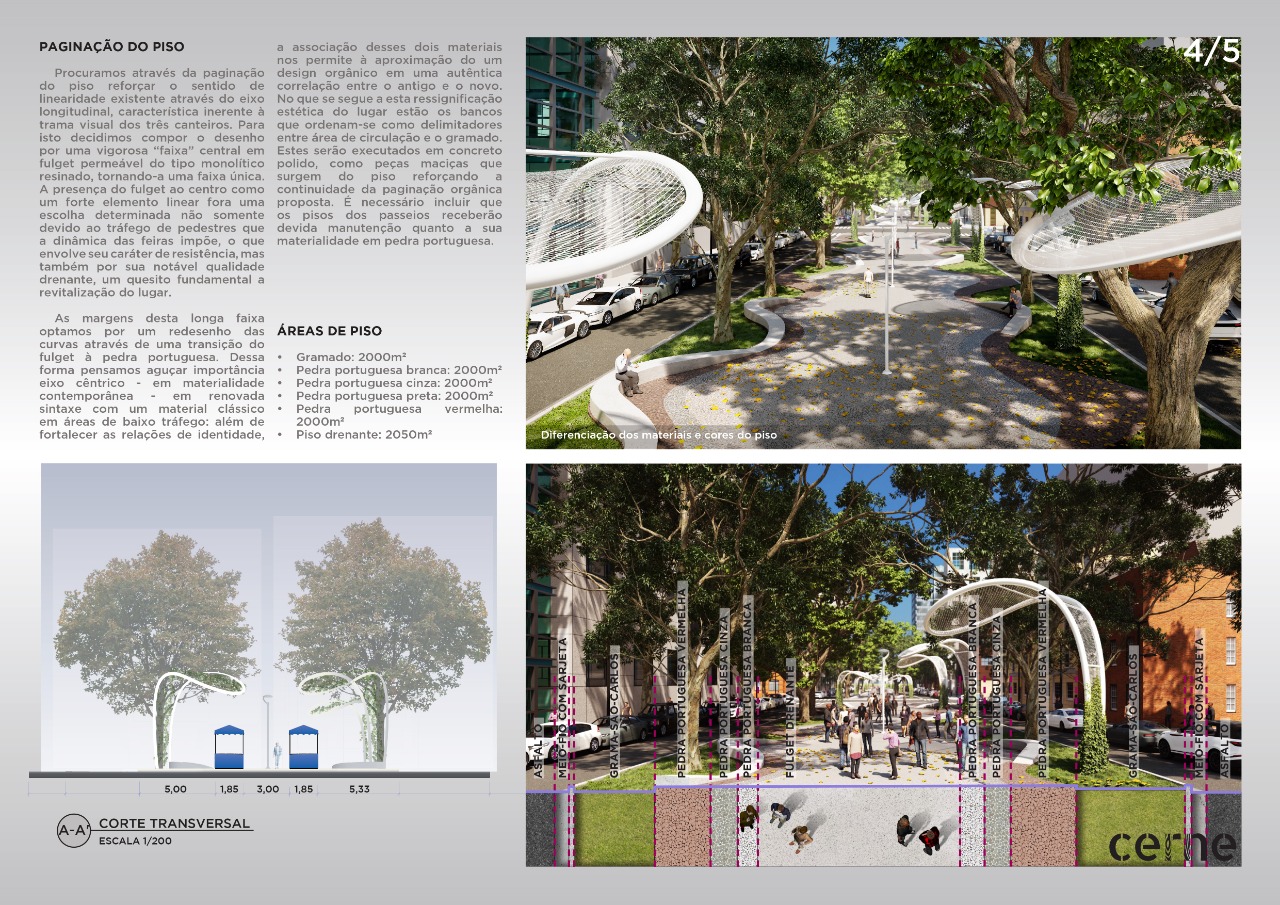 PAGINAÇÃO DO PISO
Procuramos através da paginação
do piso reforçar o sentido de
linearidade existente através do eixo
longitudinal, característica inerente à
trama visual dos três canteiros. Para
isto decidimos compor o desenho
por uma vigorosa “faixa” central em
fulget permeável do tipo monolítico
resinado, tornando-a uma faixa única.
A presença do fulget ao centro como
um forte elemento linear fora uma
escolha determinada não somente
devido ao tráfego de pedestres que
a dinâmica das feiras impõe, o que
envolve seu caráter de resistência, mas
também por sua notável qualidade
drenante, um quesito fundamental a
revitalização do lugar.
As margens desta longa faixa
optamos por um redesenho das
curvas através de uma transição do
fulget à pedra portuguesa. Dessa
forma pensamos aguçar importância
eixo cêntrico - em materialidade
contemporânea - em renovada
sintaxe com um material clássico
em áreas de baixo tráfego: além de
fortalecer as relações de identidade,
a associação desses dois materiais
nos permite à aproximação do um
design orgânico em uma autêntica
correlação entre o antigo e o novo.
No que se segue a esta ressignificação
estética do lugar estão os bancos
que ordenam-se como delimitadores
entre área de circulação e o gramado.
Estes serão executados em concreto
polido, como peças maciças que
surgem do piso reforçando a
continuidade da paginação orgânica
proposta. É necessário incluir que
os pisos dos passeios receberão
devida manutenção quanto a sua
materialidade em pedra portuguesa.
ÁREAS DE PISO
• Gramado: 2000m²
• Pedra portuguesa branca: 2000m²
• Pedra portuguesa cinza: 2000m²
• Pedra portuguesa preta: 2000m²
• Pedra portuguesa vermelha:
2000m²
• Piso drenante: 2050m²
4/5
Diferenciação dos materiais e cores do piso
5,00 1,85 3,00 1,85 5,33
A-A'
CORTE TRANSVERSAL
ESCALA 1/200
ASFALTO
MEIO-FIO COM SARJETA
GRAMA-SÃO-CARLOS
PEDRA PORTUGUESA VERMELHA
PEDRA PORTUGUESA CINZA
PEDRA PORTUGUESA BRANCA
FULGET DRENANTE
PEDRA PORTUGUESA BRANCA
PEDRA PORTUGUESA CINZA
PEDRA PORTUGUESA VERMELHA
GRAMA-SÃO-CARLOS
MEIO-FIO COM SARJETA
ASFALTO
cerne